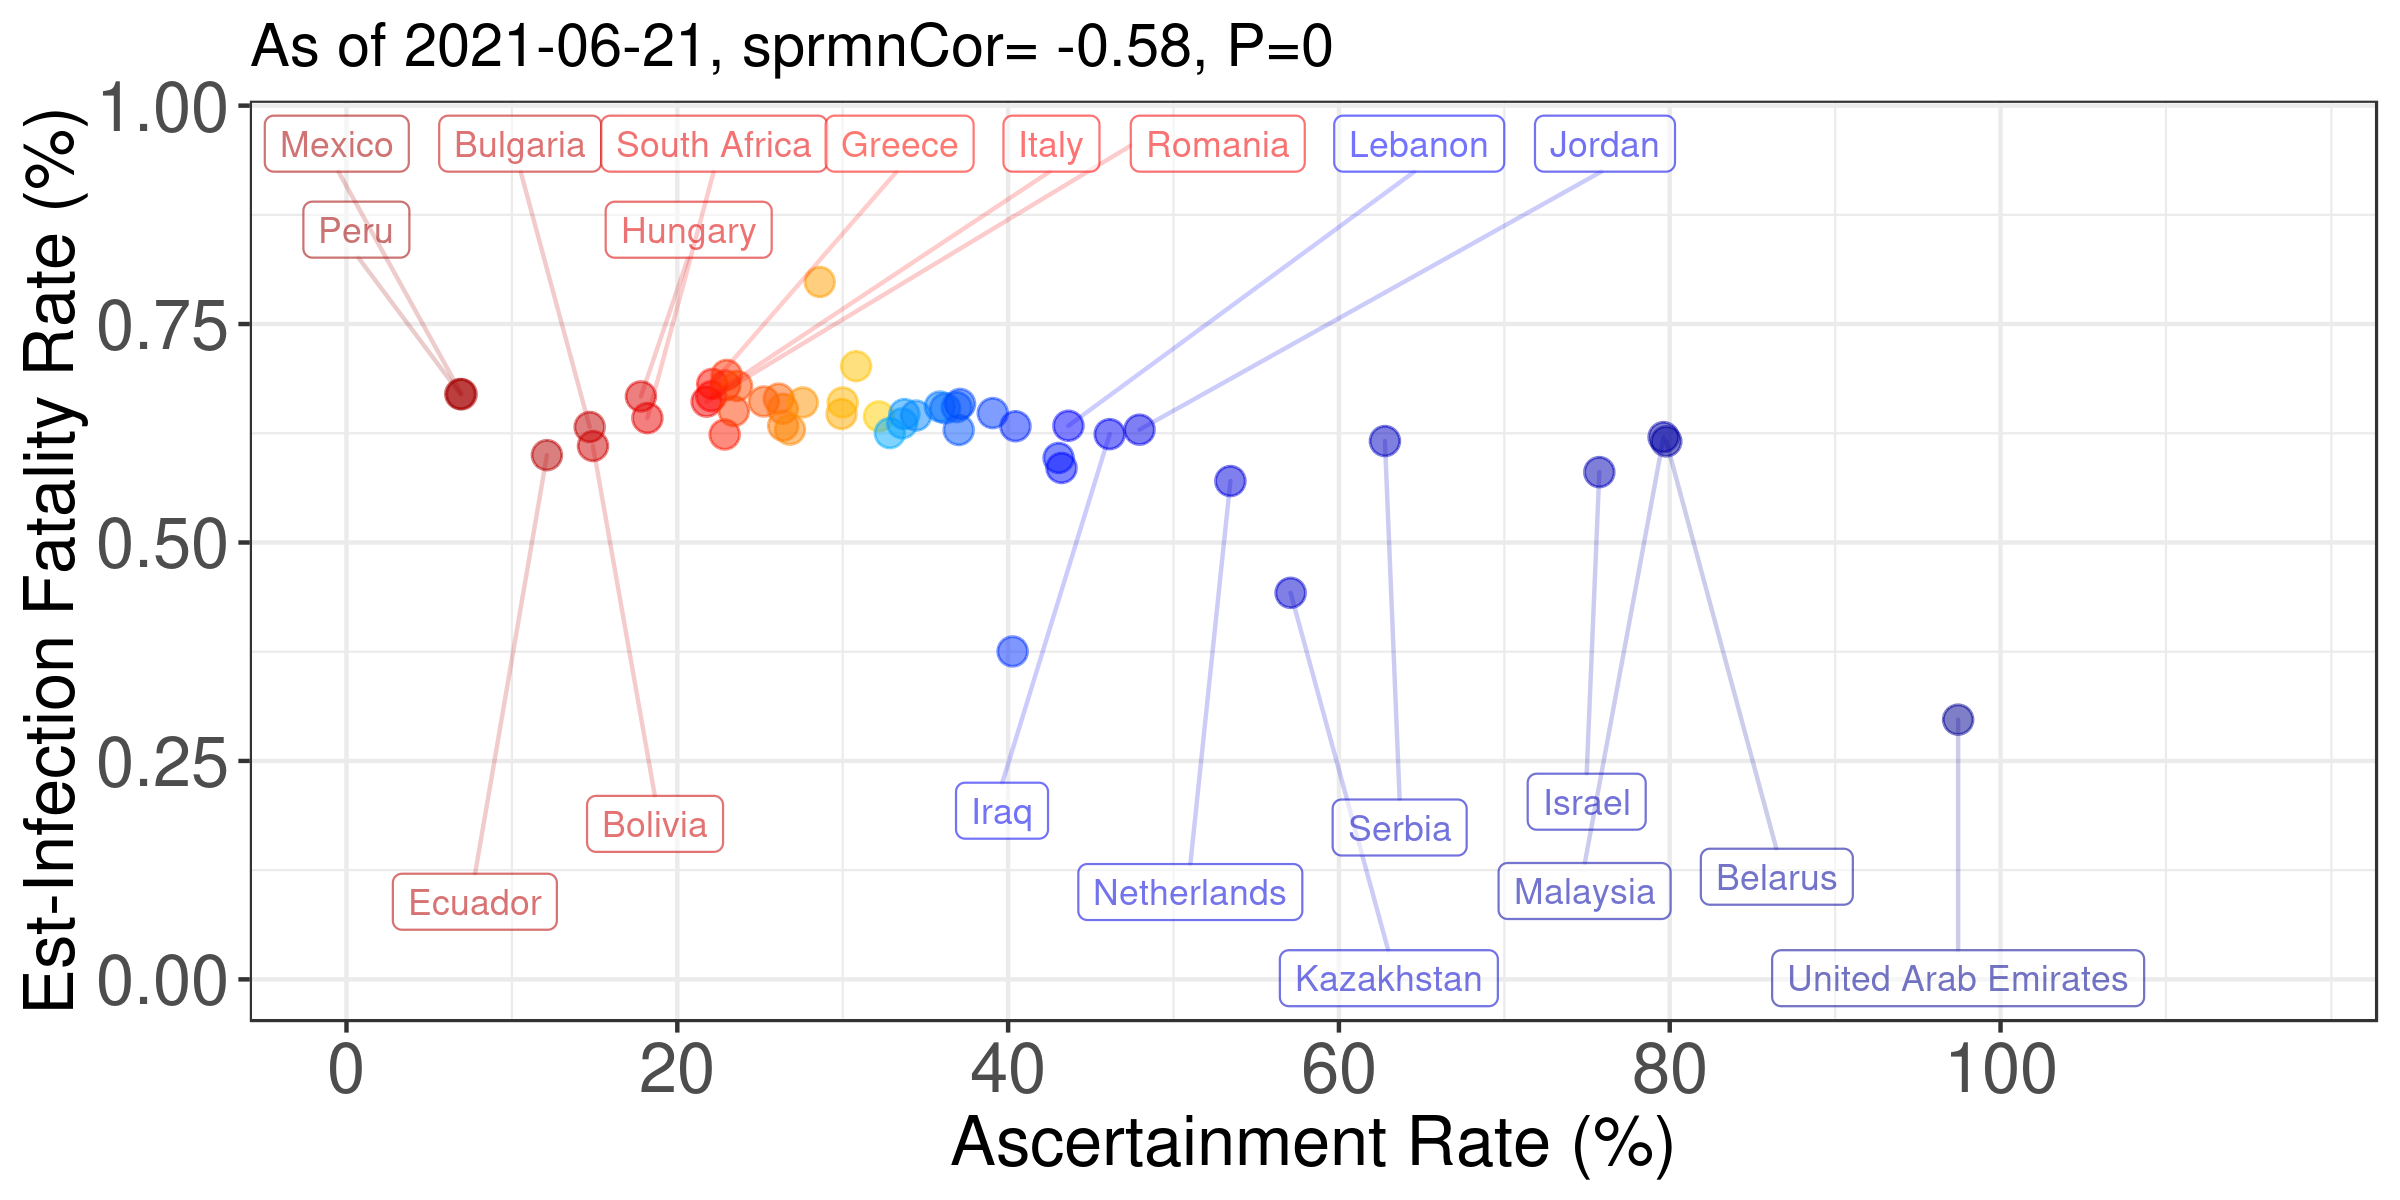 As of 2021-06-21, sprmnCor= -0.58, P=0
Est-Infection Fatality Rate (%)
1.00
0.75
0.50
0.25
0.00
Mexico
Bulgaria
South Africa
Greece
Italy
Romania
Lebanon
Jordan
Peru
Hungary
Israel
Iraq
Bolivia
Serbia
Belarus
Netherlands
Malaysia
Ecuador
Kazakhstan
United Arab Emirates
0
20
40
60
80
100
Ascertainment Rate (%)